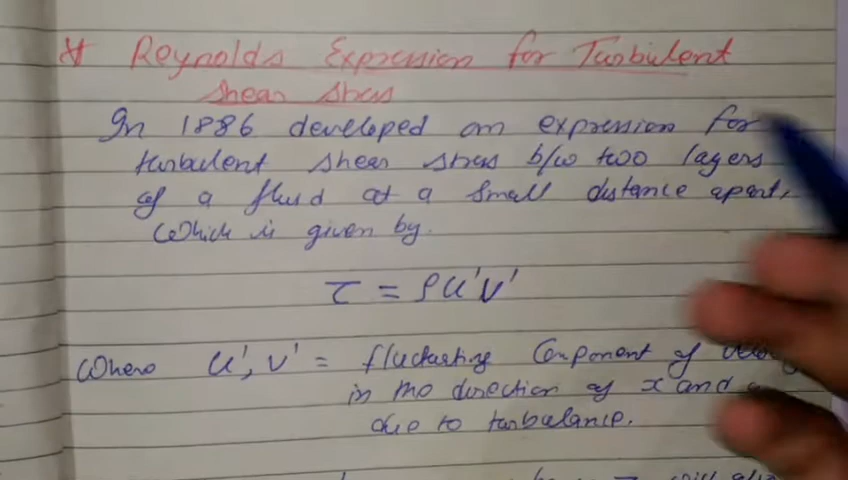 Reynolds Expression for Turbulent
shear stress
In 1886 developed an expression for
turbulent shear stress b/w two layers
of a fluid at a small distance apart,
which is given by.
τ = ρu'v'
where u', v' = fluctuating Component of
in the direction of x and
due to turbulance.
will also